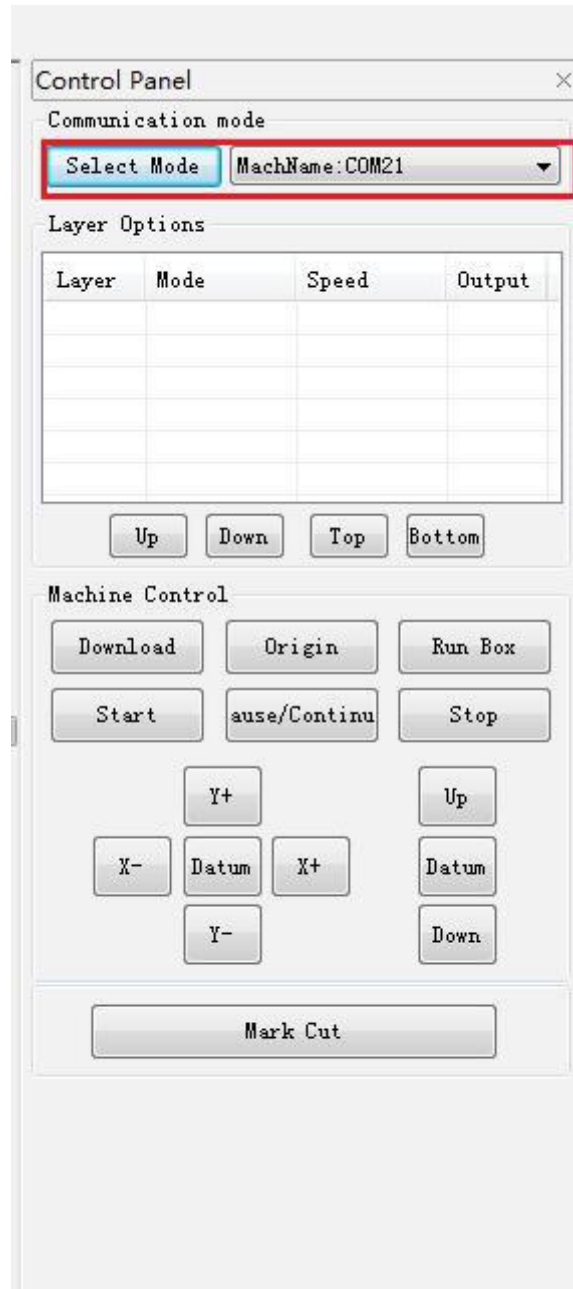 Control Panel
Communication mode
Select Mode MachName:COM21
Layer Options
Layer Mode Speed Output
Up Down Top Bottom
Machine Control
Download Origin Run Box
Start ause/Continu Stop
Y+ Up
X- Datum X+ Datum
Y- Down
Mark Cut